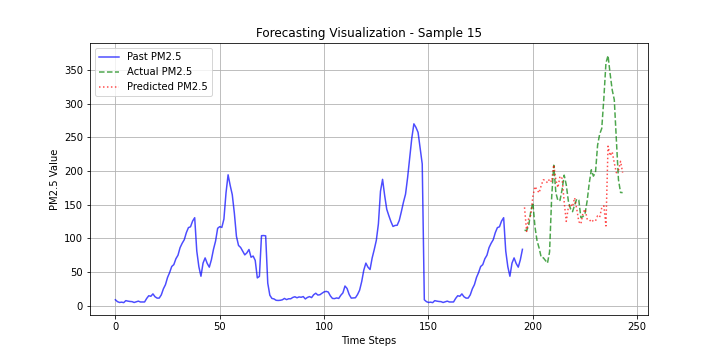 Forecasting Visualization - Sample 15
Past PM2.5
Actual PM2.5
Predicted PM2.5
PM2.5 Value
350
300
250
200
150
100
50
0
0 50 100 150 200 250
Time Steps